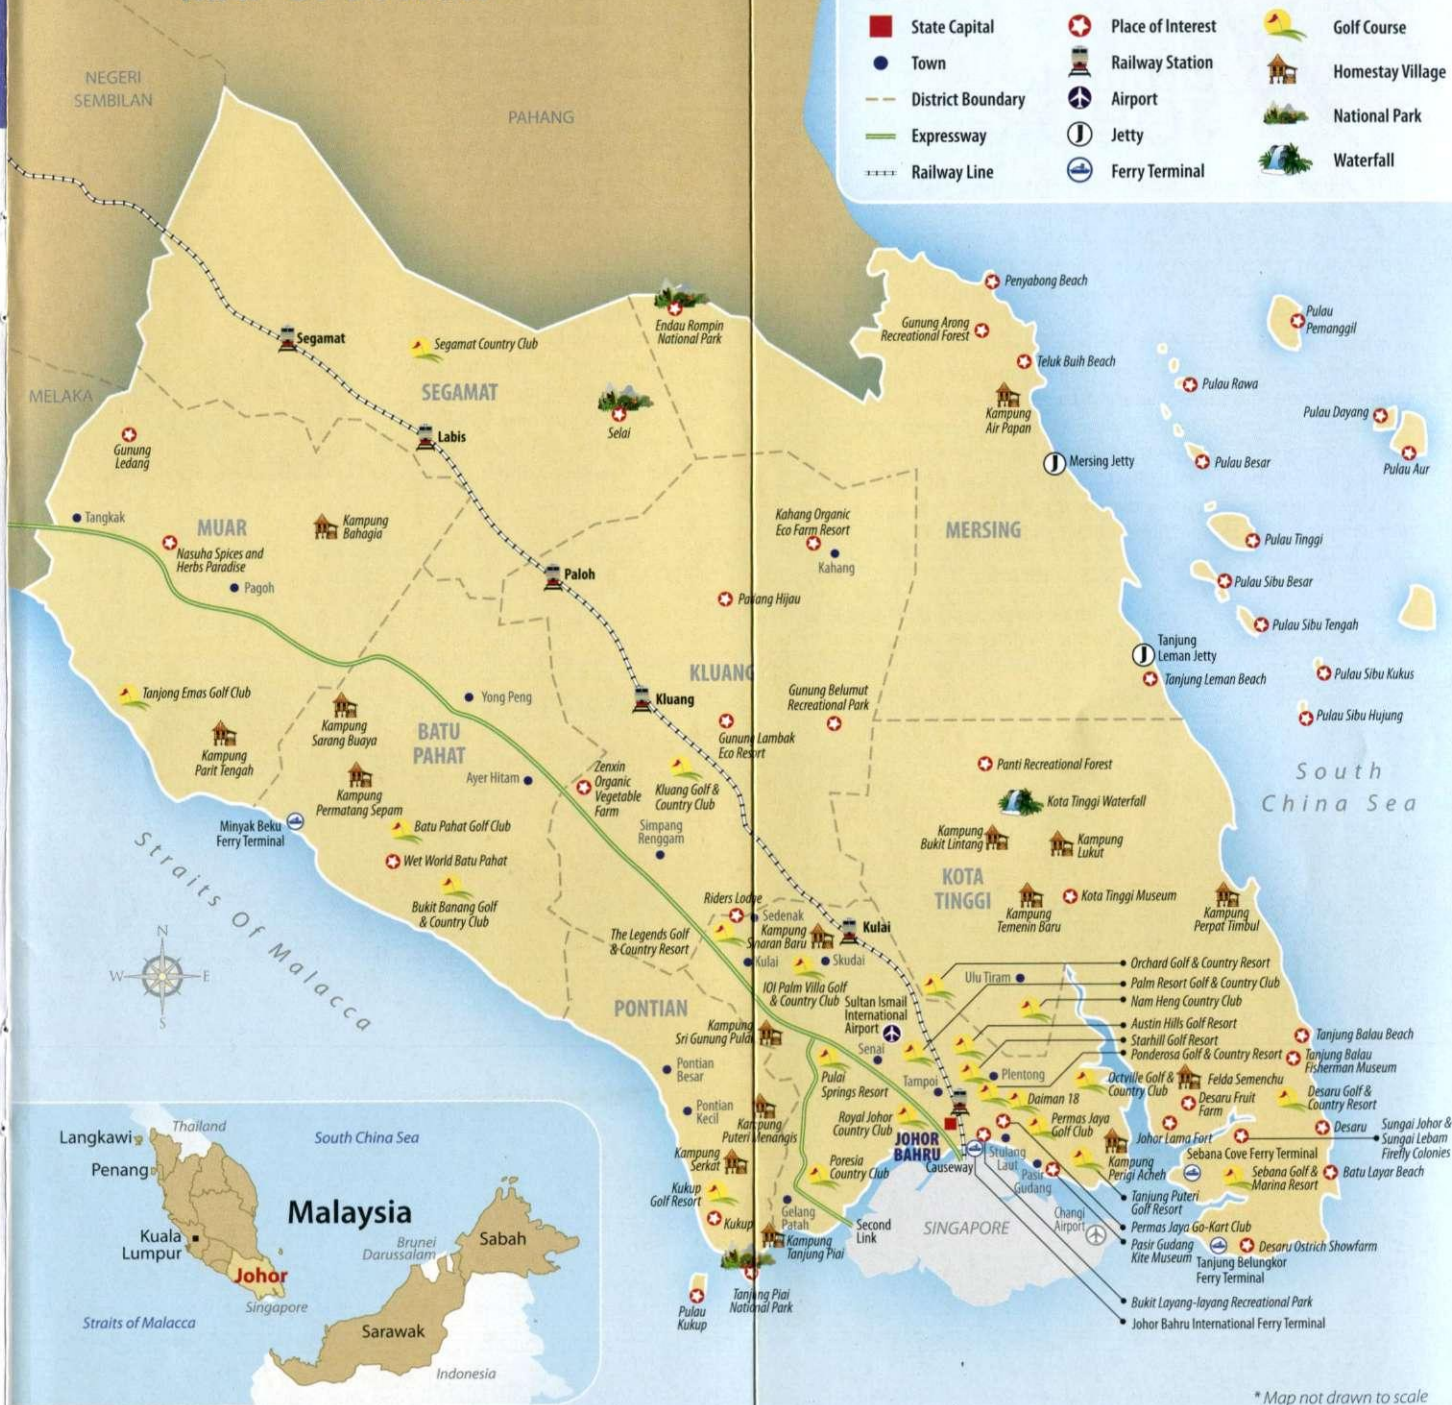 State Capital
Town
District Boundary
Expressway
Railway Line
Place of Interest
Railway Station
Airport
Jetty
Ferry Terminal
Golf Course
Homestay Village
National Park
Waterfall
NEGERI
SEMBILAN
PAHANG
MELAKA
Segamat
Segamat Country Club
SEGAMAT
Endau Rompin
National Park
Selai
Labis
Gunung
Ledang
Tangkak
MUAR
Kampung
Bahagia
Nasuha Spices and
Herbs Paradise
Pagoh
Paloh
Kahang Organic
Eco Farm Resort
Kahang
Padang Hijau
Penyabong Beach
Gunung Arong
Recreational Forest
Teluk Buih Beach
Kampung
Air Papan
Mersing Jetty
MERSING
Pulau
Pemanggil
Pulau Rawa
Pulau Dayang
Pulau Besar
Pulau Aur
Pulau Tinggi
Pulau Sibu Besar
Pulau Sibu Tengah
Tanjung
Leman Jetty
Tanjung Leman Beach
Pulau Sibu Kukus
Pulau Sibu Hujung
South
China Sea
KLUANG
Kluang
Gunung Belumut
Recreational Park
Gunung Lambak
Eco Resort
Tanjong Emas Golf Club
Kampung
Parit Tengah
Kampung
Sarang Buaya
Yong Peng
BATU
PAHAT
Kampung
Permatang Sepam
Ayer Hitam
Zenxin
Organic
Vegetable
Farm
Kluang Golf &
Country Club
Simpang
Renggam
Minyak Beku
Ferry Terminal
Batu Pahat Golf Club
Wet World Batu Pahat
Bukit Banang Golf
& Country Club
Straits Of Malacca
N
W
E
S
Panti Recreational Forest
Kota Tinggi Waterfall
Kampung
Bukit Lintang
Kampung
Lukut
KOTA
TINGGI
Kota Tinggi Museum
Kampung
Temenin Baru
Kampung
Perpat Timbul
Riders Lodge
Sedenak
Kampung
Sinaran Baru
Kulai
The Legends Golf
& Country Resort
Kulai
Skudai
IOI Palm Villa Golf
& Country Club
Sultan Ismail
International
Airport
Senai
Ulu Tiram
Orchard Golf & Country Resort
Palm Resort Golf & Country Club
Nam Heng Country Club
Austin Hills Golf Resort
Starhill Golf Resort
Ponderosa Golf & Country Resort
Tanjung Balau Beach
Tanjung Balau
Fisherman Museum
PONTIAN
Kampung
Sri Gunung Pulai
Pontian
Besar
Pontian
Kecil
Pulai
Springs Resort
Tampoi
Plentong
Daiman 18
Octville Golf &
Country Club
Felda Semenchu
Desaru Fruit
Farm
Desaru Golf &
Country Resort
Kampung
Puteri Menangis
Royal Johor
Country Club
JOHOR
BAHRU
Causeway
Permas Jaya
Golf Club
Johor Lama Fort
Desaru
Sungai Johor &
Sungai Lebam
Firefly Colonies
Kampung
Serkat
Poresia
Country Club
Stulang
Laut
Pasir
Gudang
Kampung
Perigi Acheh
Sebana Cove Ferry Terminal
Sebana Golf &
Marina Resort
Batu Layar Beach
Kukup
Golf Resort
Kukup
Gelang
Patah
Kampung
Tanjung Piai
Second
Link
SINGAPORE
Changi
Airport
Tanjung Puteri
Golf Resort
Permas Jaya Go-Kart Club
Pasir Gudang
Kite Museum
Desaru Ostrich Showfarm
Tanjung Belungkor
Ferry Terminal
Tanjung Piai
National Park
Pulau
Kukup
Bukit Layang-layang Recreational Park
Johor Bahru International Ferry Terminal
Langkawi
Thailand
South China Sea
Penang
Malaysia
Kuala
Lumpur
Brunei
Darussalam
Sabah
Johor
Singapore
Straits of Malacca
Sarawak
Indonesia
* Map not drawn to scale